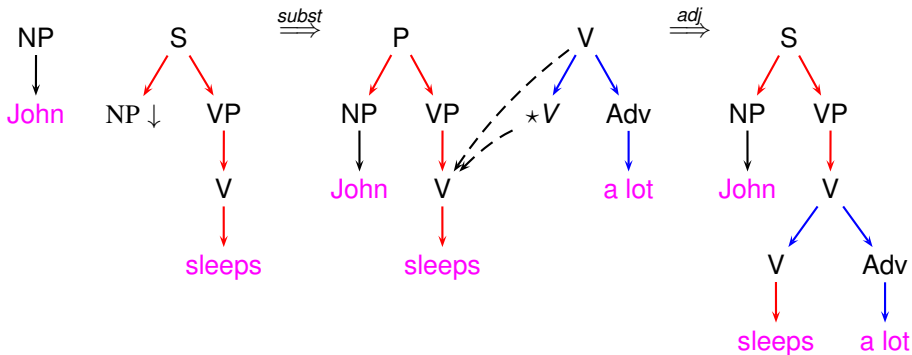 subst
adj
⟹
⟹
NP S P V S
John NP ↓ VP NP VP ⋆V Adv NP VP
V John V a lot John V
sleeps sleeps V Adv
sleeps a lot